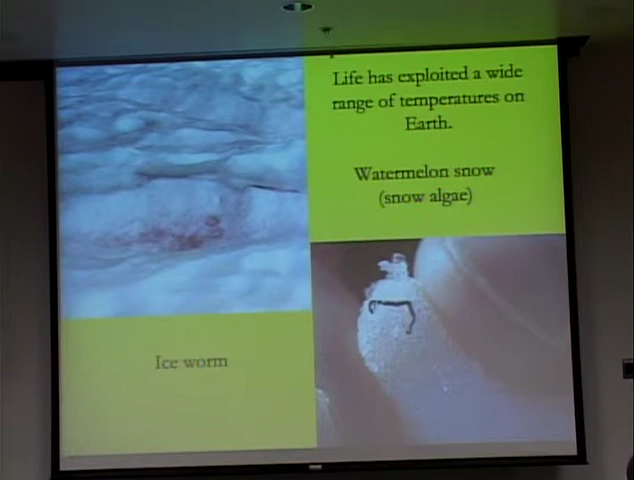 Life has exploited a wide
range of temperatures on
Earth.
Watermelon snow
(snow algae)
Ice worm